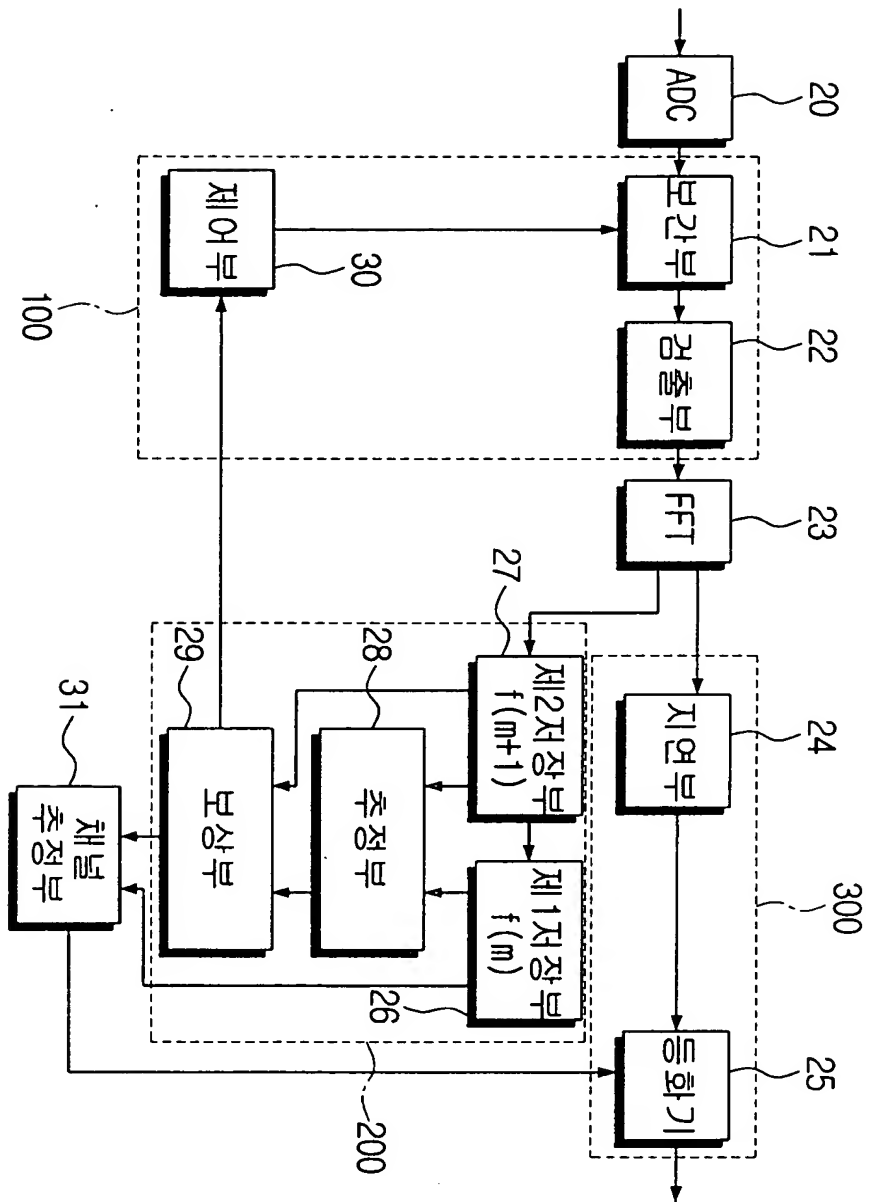 20
21
22
23
24
25
ADC
보간부
검출부
FFT
지연부
등화기
300
27
제2저장부
f(m+1)
제1저장부
f(m)
26
30
제어부
28
추정부
29
보상부
100
200
31
채널
추정부